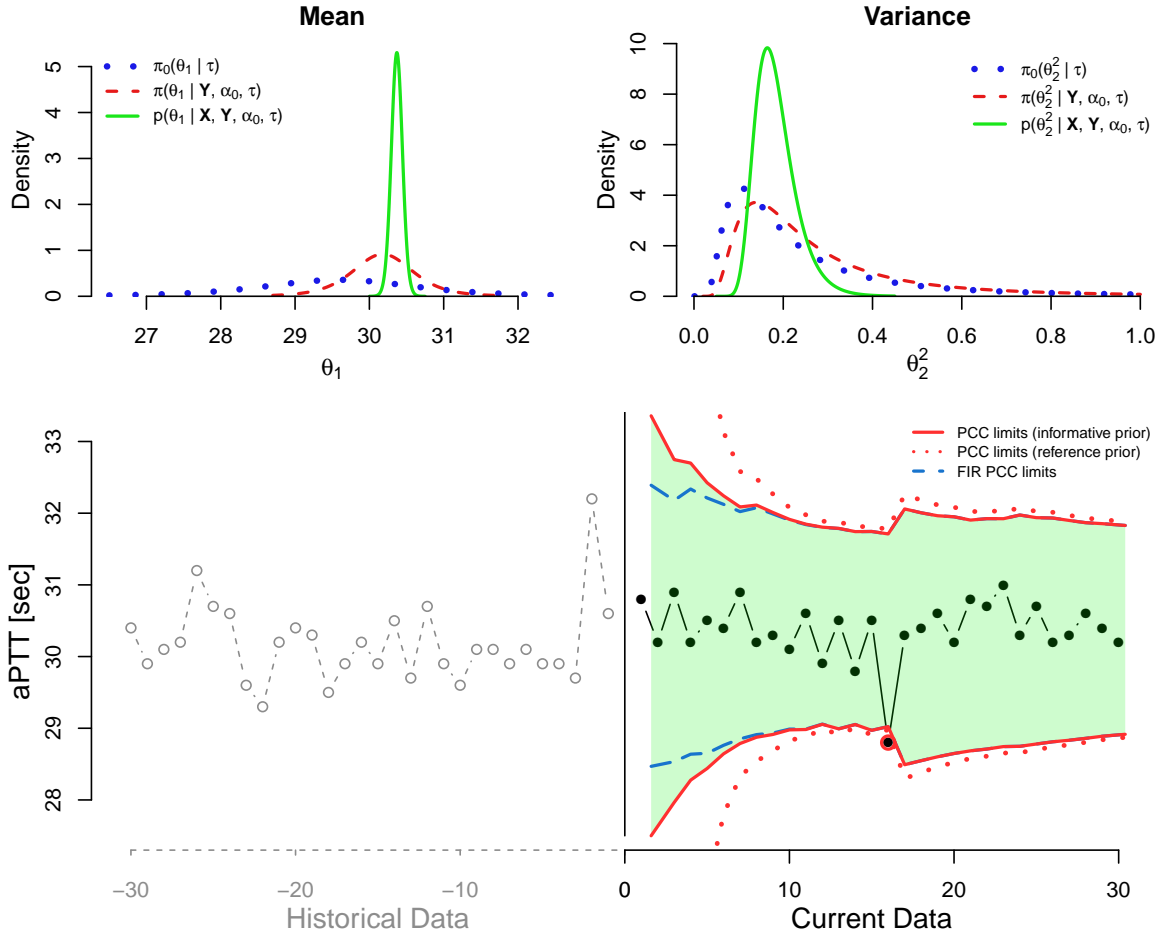 Mean
π₀(θ₁ | τ)
π(θ₁ | Y, α₀, τ)
p(θ₁ | X, Y, α₀, τ)
Density
0 1 2 3 4 5
27 28 29 30 31 32
θ₁
Variance
π₀(θ₂² | τ)
π(θ₂² | Y, α₀, τ)
p(θ₂² | X, Y, α₀, τ)
Density
0 2 4 6 8 10
0.0 0.2 0.4 0.6 0.8 1.0
θ₂²
PCC limits (informative prior)
PCC limits (reference prior)
FIR PCC limits
aPTT [sec]
28 29 30 31 32 33
−30 −20 −10 0 10 20 30
Historical Data
Current Data